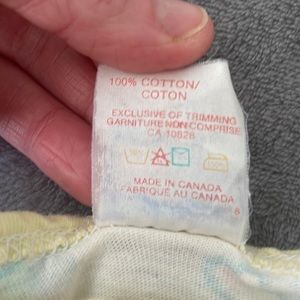 100% COTTON/
COTON
EXCLUSIVE OF TRIMMING
GARNITURE NON COMPRISE
CA 10828
MADE IN CANADA
FABRIQUÉ AU CANADA